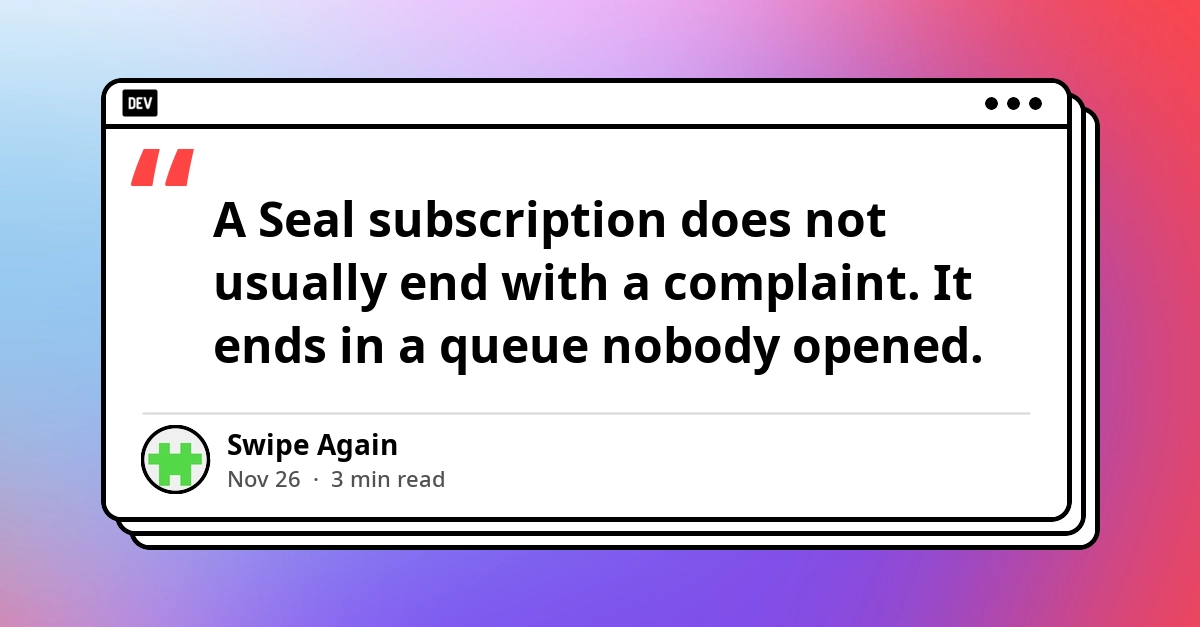 DEV
“
A Seal subscription does not
usually end with a complaint. It
ends in a queue nobody opened.
Swipe Again
Nov 26 · 3 min read